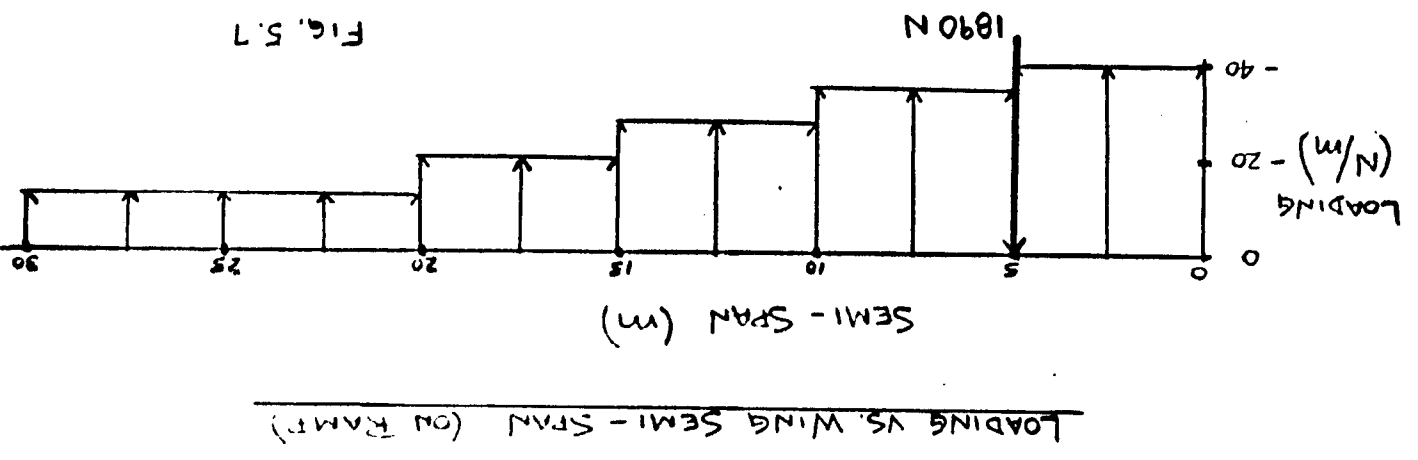 LOADING VS. WING SEMI-SPAN (ON RAMP)
SEMI-SPAN (m)
0 0 5 10 15 20 25 30
LOADING
(N/m)
-20
-40
1890 N
FIG. 5.7